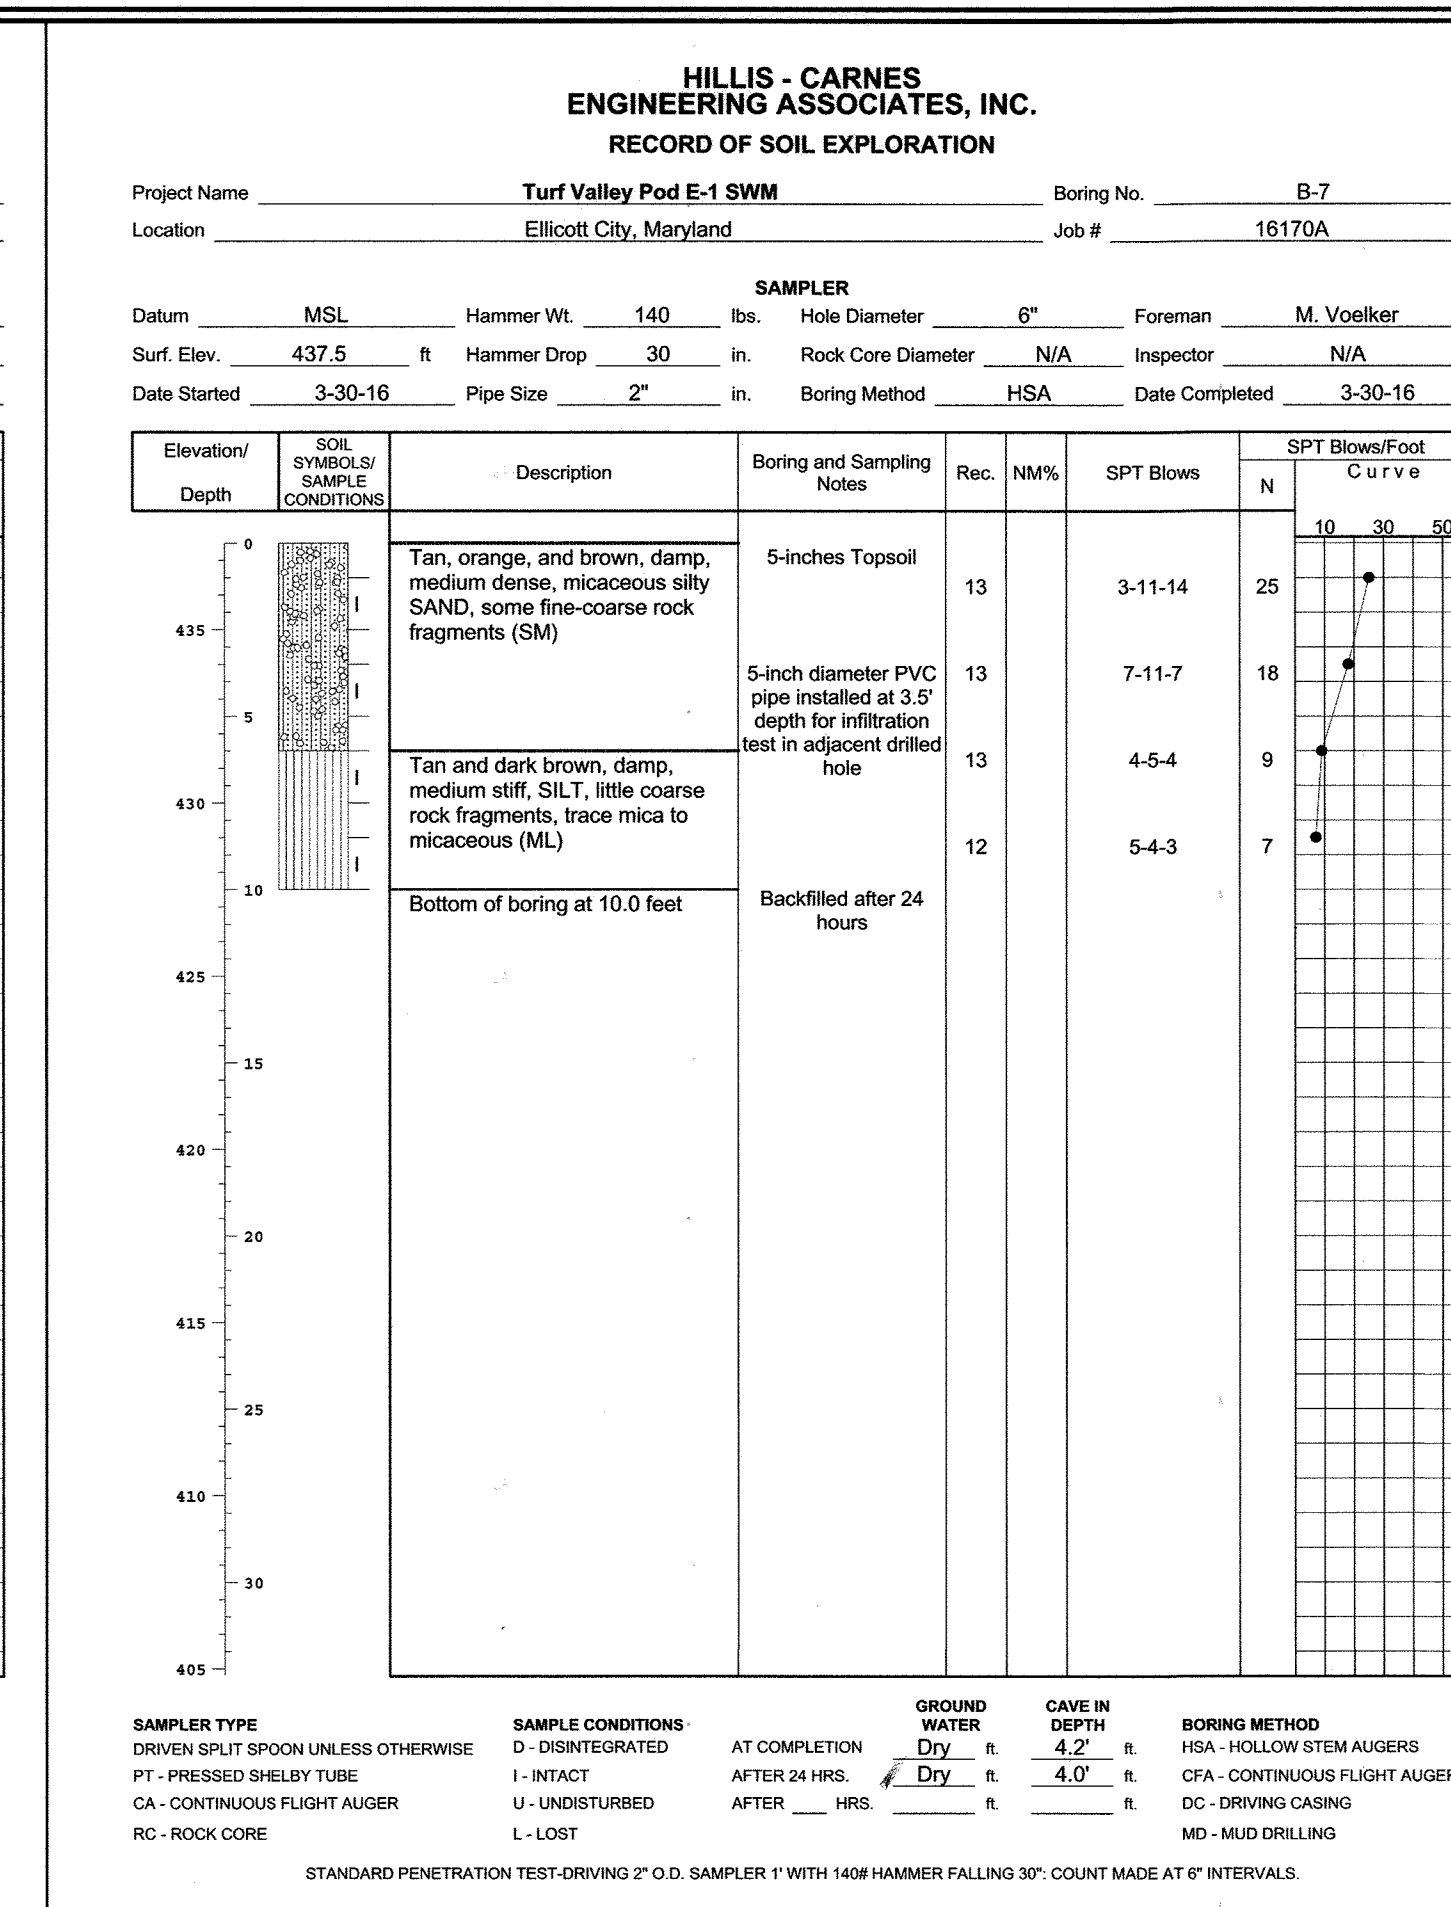 HILLIS - CARNES
ENGINEERING ASSOCIATES, INC.
RECORD OF SOIL EXPLORATION
Project Name Turf Valley Pod E-1 SWM Boring No. B-7
Location Ellicott City, Maryland Job # 16170A
SAMPLER
Datum MSL Hammer Wt. 140 lbs. Hole Diameter 6" Foreman M. Voelker
Surf. Elev. 437.5 ft Hammer Drop 30 in. Rock Core Diameter N/A Inspector N/A
Date Started 3-30-16 Pipe Size 2" in. Boring Method HSA Date Completed 3-30-16
Elevation/
Depth
SOIL
SYMBOLS/
SAMPLE
CONDITIONS
Description
Boring and Sampling
Notes
Rec.
NM%
SPT Blows
SPT Blows/Foot
N
Curve
10 30 50
0
Tan, orange, and brown, damp,
medium dense, micaceous silty
SAND, some fine-coarse rock
fragments (SM)
5-inches Topsoil
13 3-11-14 25
I
435
5-inch diameter PVC
pipe installed at 3.5'
depth for infiltration
test in adjacent drilled
hole
13 7-11-7 18
I
5
Tan and dark brown, damp,
medium stiff, SILT, little coarse
rock fragments, trace mica to
micaceous (ML)
13 4-5-4 9
I
430
12 5-4-3 7
I
10
Bottom of boring at 10.0 feet
Backfilled after 24
hours
425
15
420
20
415
25
410
30
405
SAMPLER TYPE
DRIVEN SPLIT SPOON UNLESS OTHERWISE
PT - PRESSED SHELBY TUBE
CA - CONTINUOUS FLIGHT AUGER
RC - ROCK CORE
SAMPLE CONDITIONS
D - DISINTEGRATED
I - INTACT
U - UNDISTURBED
L - LOST
GROUND
WATER
CAVE IN
DEPTH
AT COMPLETION Dry ft. 4.2' ft.
AFTER 24 HRS. Dry ft. 4.0' ft.
AFTER ____ HRS. ft. ft.
BORING METHOD
HSA - HOLLOW STEM AUGERS
CFA - CONTINUOUS FLIGHT AUGER
DC - DRIVING CASING
MD - MUD DRILLING
STANDARD PENETRATION TEST-DRIVING 2" O.D. SAMPLER 1' WITH 140# HAMMER FALLING 30": COUNT MADE AT 6" INTERVALS.